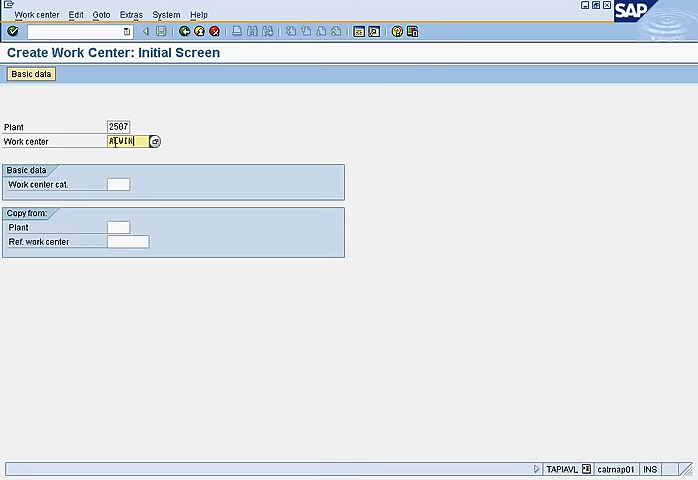 Work center Edit Goto Extras System Help
SAP
Create Work Center: Initial Screen
Basic data
Plant 2507
Work center
Basic data
Work center cat.
Copy from:
Plant
Ref. work center
TAPIAVL catrnap01 INS